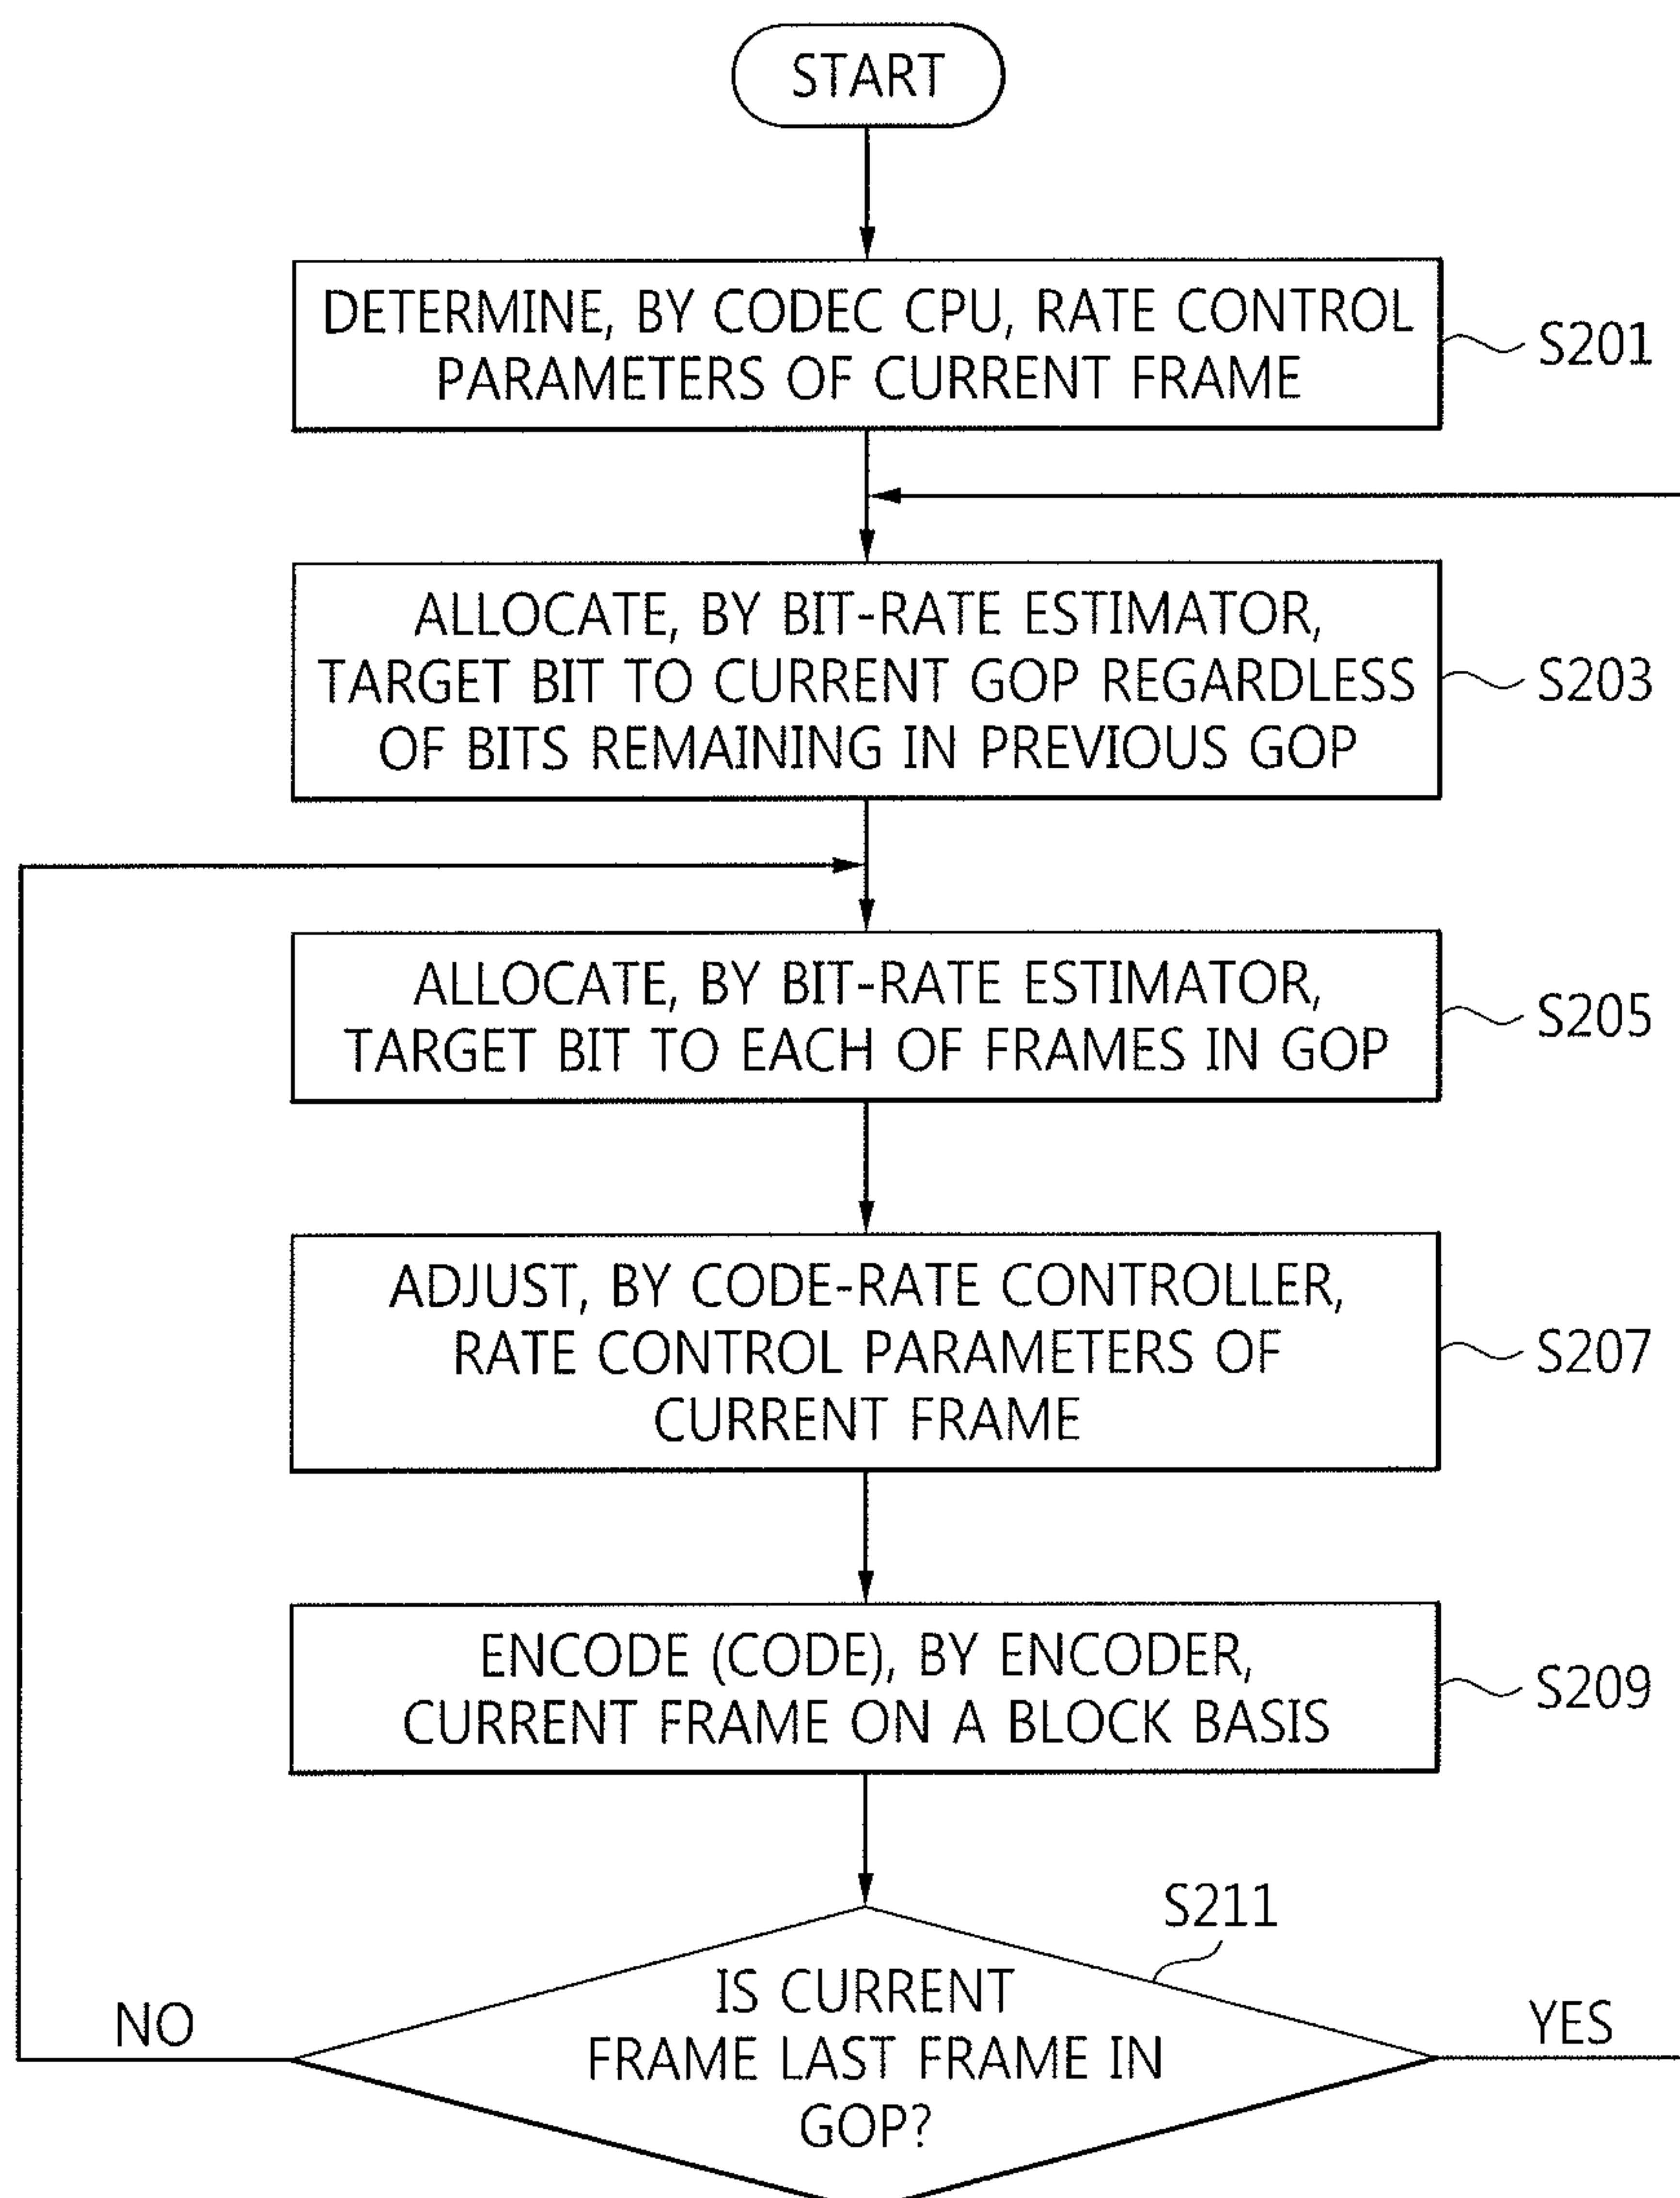 START
DETERMINE, BY CODEC CPU, RATE CONTROL
PARAMETERS OF CURRENT FRAME
S201
ALLOCATE, BY BIT-RATE ESTIMATOR,
TARGET BIT TO CURRENT GOP REGARDLESS
OF BITS REMAINING IN PREVIOUS GOP
S203
ALLOCATE, BY BIT-RATE ESTIMATOR,
TARGET BIT TO EACH OF FRAMES IN GOP
S205
ADJUST, BY CODE-RATE CONTROLLER,
RATE CONTROL PARAMETERS OF
CURRENT FRAME
S207
ENCODE (CODE), BY ENCODER,
CURRENT FRAME ON A BLOCK BASIS
S209
S211
IS CURRENT
FRAME LAST FRAME IN
GOP?
NO
YES